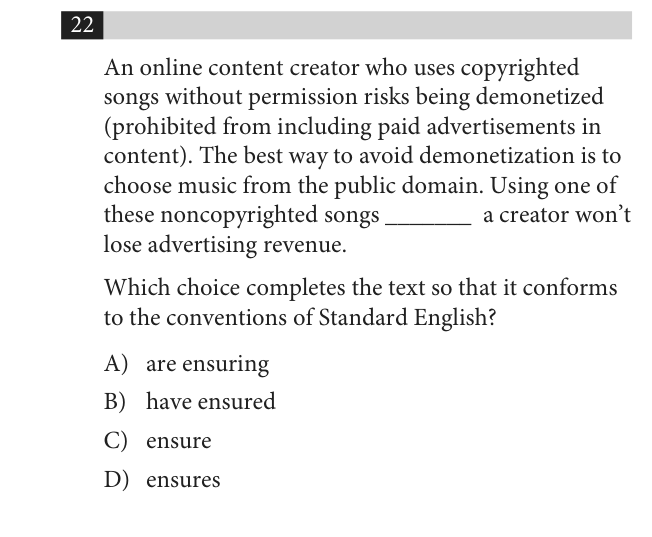 22
An online content creator who uses copyrighted
songs without permission risks being demonetized
(prohibited from including paid advertisements in
content). The best way to avoid demonetization is to
choose music from the public domain. Using one of
these noncopyrighted songs _______ a creator won’t
lose advertising revenue.
Which choice completes the text so that it conforms
to the conventions of Standard English?
A) are ensuring
B) have ensured
C) ensure
D) ensures